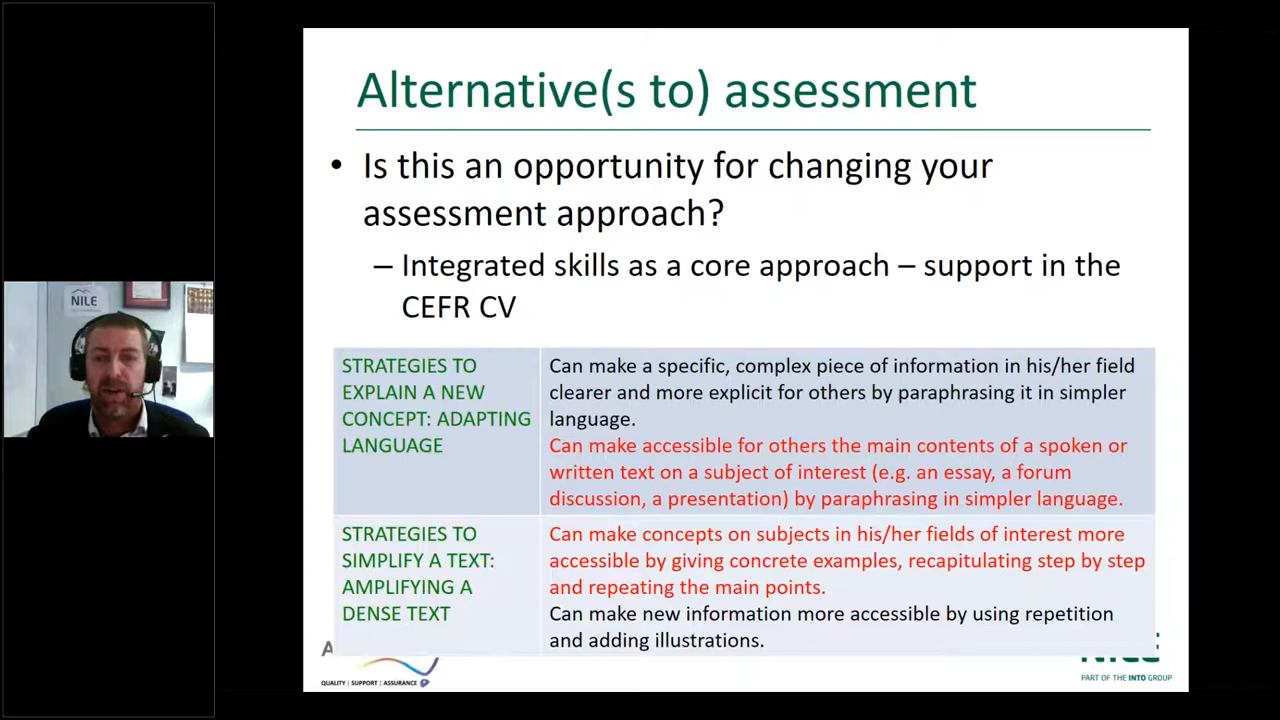 Alternative(s to) assessment
• Is this an opportunity for changing your
assessment approach?
– Integrated skills as a core approach – support in the
CEFR CV
STRATEGIES TO
EXPLAIN A NEW
CONCEPT: ADAPTING
LANGUAGE
Can make a specific, complex piece of information in his/her field
clearer and more explicit for others by paraphrasing it in simpler
language.
Can make accessible for others the main contents of a spoken or
written text on a subject of interest (e.g. an essay, a forum
discussion, a presentation) by paraphrasing in simpler language.
STRATEGIES TO
SIMPLIFY A TEXT:
AMPLIFYING A
DENSE TEXT
Can make concepts on subjects in his/her fields of interest more
accessible by giving concrete examples, recapitulating step by step
and repeating the main points.
Can make new information more accessible by using repetition
and adding illustrations.
QUALITY | SUPPORT | ASSURANCE
PART OF THE INTO GROUP
NILE